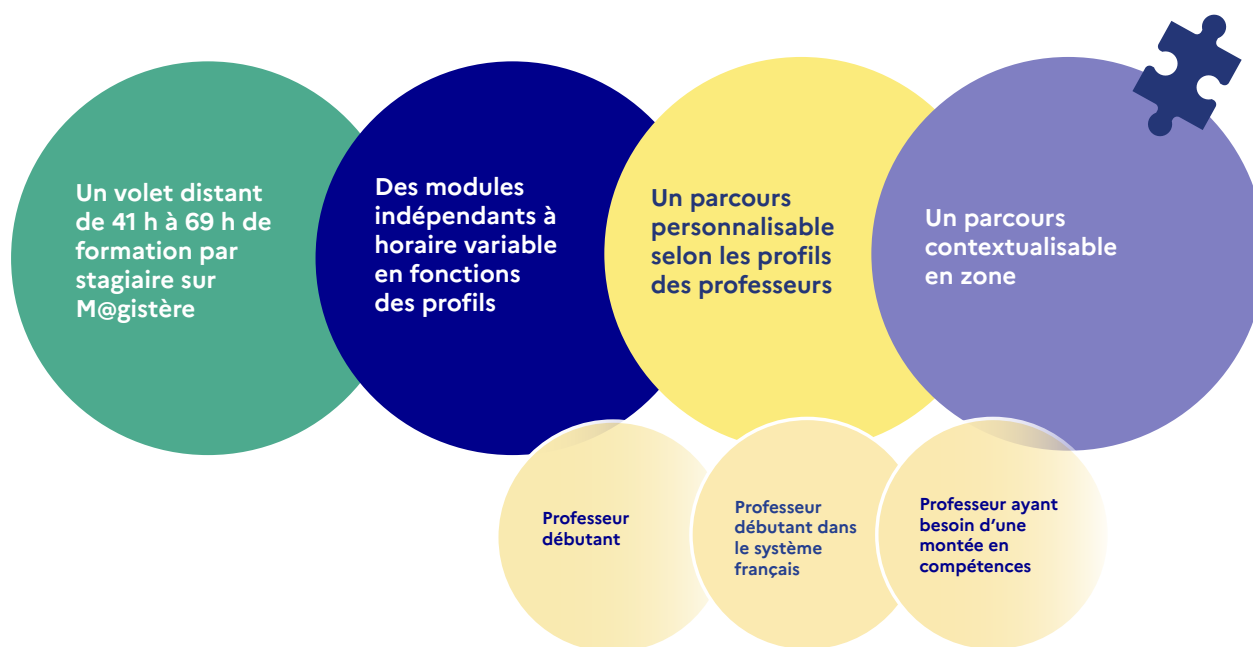 Un volet distant
de 41 h à 69 h de
formation par
stagiaire sur
M@gistère
Des modules
indépendants à
horaire variable
en fonctions
des profils
Un parcours
personnalisable
selon les profils
des professeurs
Un parcours
contextualisable
en zone
Professeur
débutant
Professeur
débutant dans
le système
français
Professeur ayant
besoin d’une
montée en
compétences